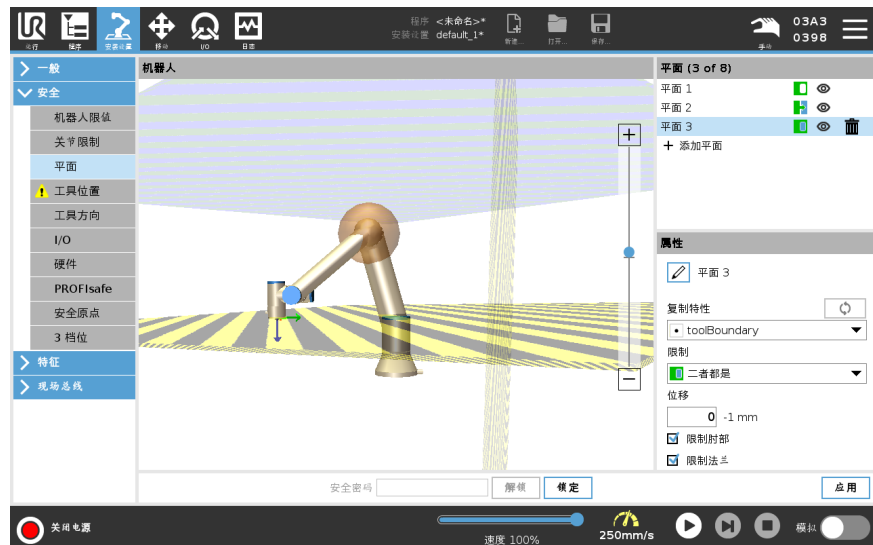 运行
程序
安装设置
移动
I/O
日志
程序 <未命名>*
安装设置 default_1*
新建...
打开...
保存...
手动
03A3
0398
一般
安全
机器人限值
关节限制
平面
工具位置
工具方向
I/O
硬件
PROFIsafe
安全原点
3 档位
特征
现场总线
机器人
平面 (3 of 8)
平面 1
平面 2
平面 3
添加平面
属性
平面 3
复制特性
toolBoundary
限制
二者都是
位移
0 -1 mm
限制肘部
限制法兰
安全密码
解锁
锁定
应用
关闭电源
速度 100%
250mm/s
模拟